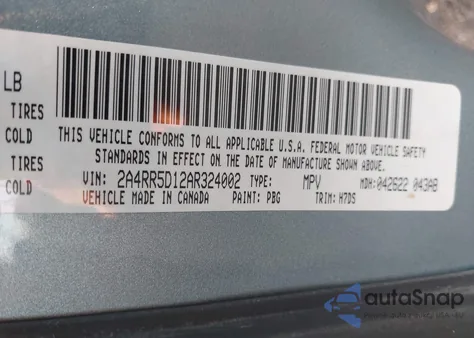 LB
TIRES
COLD
TIRES
COLD
THIS VEHICLE CONFORMS TO ALL APPLICABLE U.S.A. FEDERAL MOTOR VEHICLE SAFETY
STANDARDS IN EFFECT ON THE DATE OF MANUFACTURE SHOWN ABOVE.
VIN: 2A4RR5D12AR324002 TYPE: MPV MDH: 042622 043AB
VEHICLE MADE IN CANADA PAINT: PBG TRIM: H7DS
autaSnap